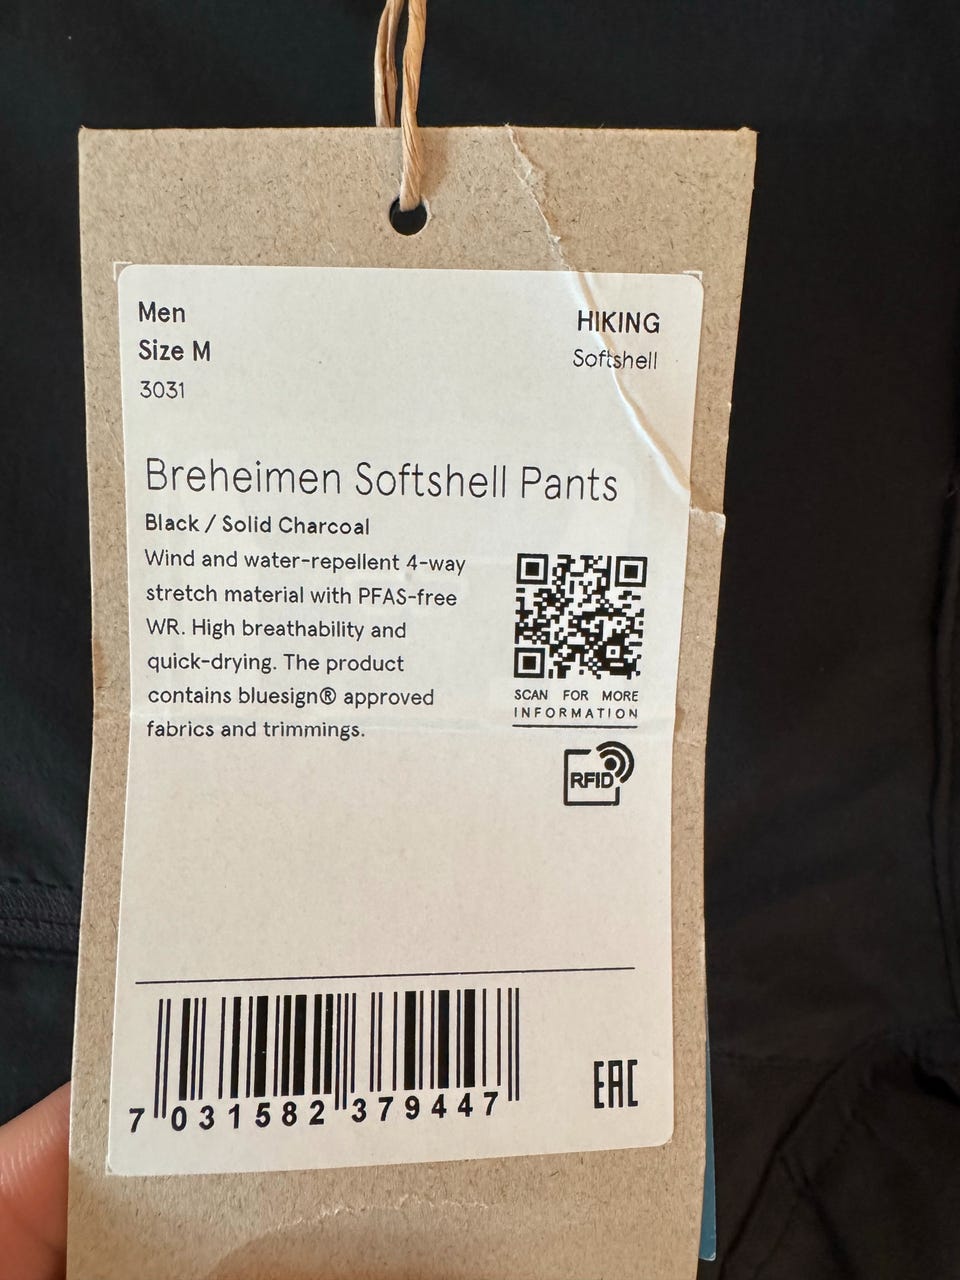 Men
Size M
3031
HIKING
Softshell
Breheimen Softshell Pants
Black / Solid Charcoal
Wind and water-repellent 4-way
stretch material with PFAS-free
WR. High breathability and
quick-drying. The product
contains bluesign® approved
fabrics and trimmings.
SCAN FOR MORE
INFORMATION
RFID
7 031582 379447
EAC